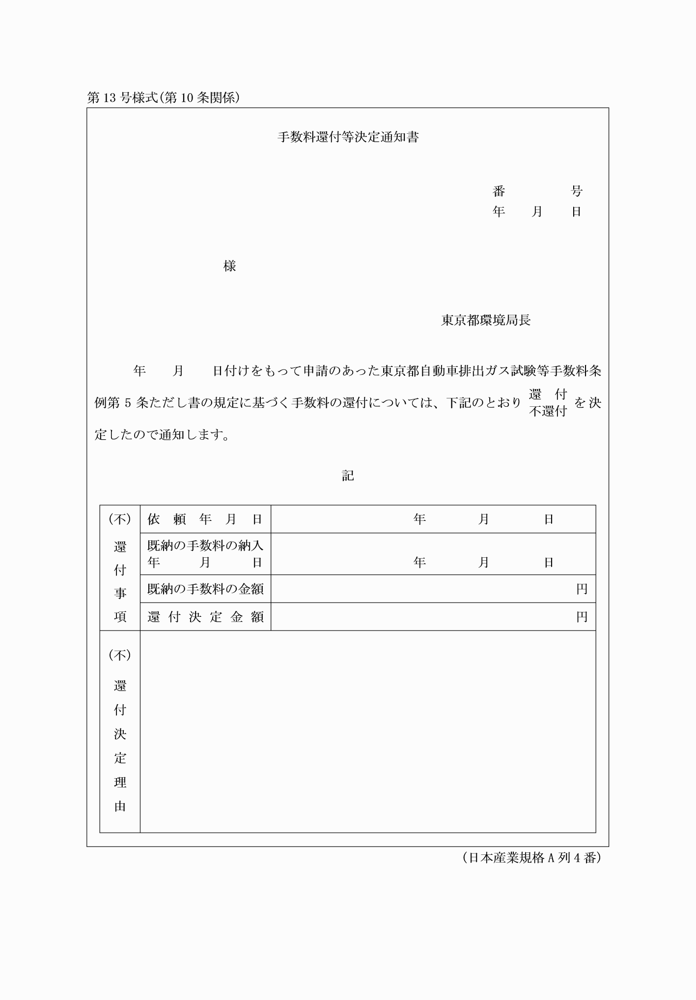 第 13 号様式(第 10 条関係)
手数料還付等決定通知書
番　　　　　号
年　　月　　日
様
東京都環境局長
年　　月　　日付けをもって申請のあった東京都自動車排出ガス試験等手数料条
例第 5 条ただし書の規定に基づく手数料の還付については、下記のとおり 還　付 を決
不還付
定したので通知します。
記
(不)
還
付
事
項
依　頼　年　月　日
年　　　　月　　　　日
既納の手数料の納入
年　　　月　　　日
年　　　　月　　　　日
既納の手数料の金額
円
還 付 決 定 金 額
円
(不)
還
付
決
定
理
由
(日本産業規格 A 列 4 番)